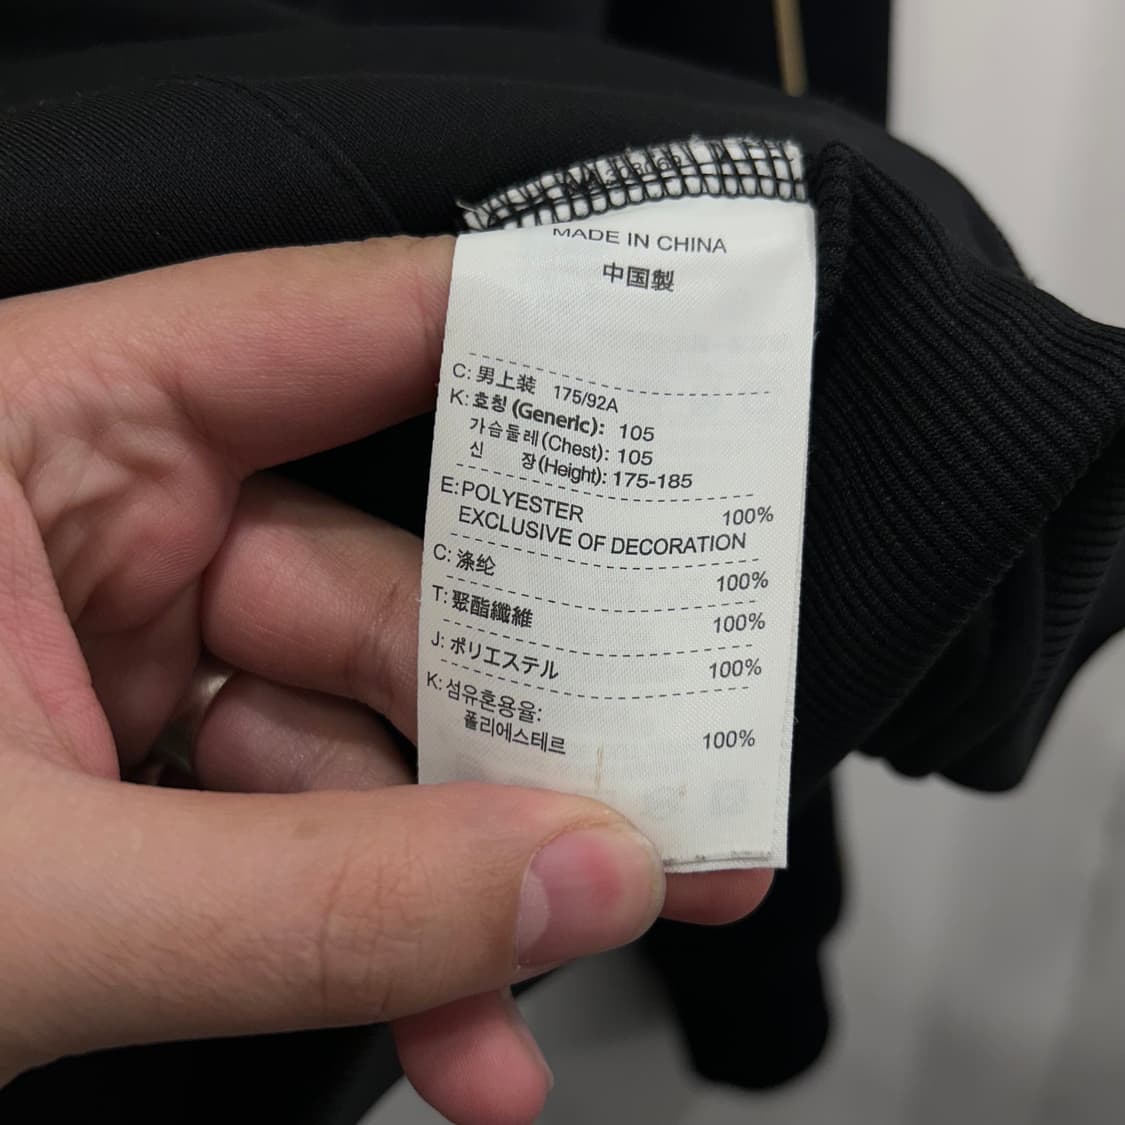 MADE IN CHINA
中国製
C: 男上装 175/92A
K: 호칭 (Generic): 105
가슴둘레(Chest): 105
신 장(Height): 175-185
E: POLYESTER 100%
EXCLUSIVE OF DECORATION
C: 涤纶 100%
T: 聚酯纖維 100%
J: ポリエステル 100%
K: 섬유혼용율:
폴리에스테르 100%